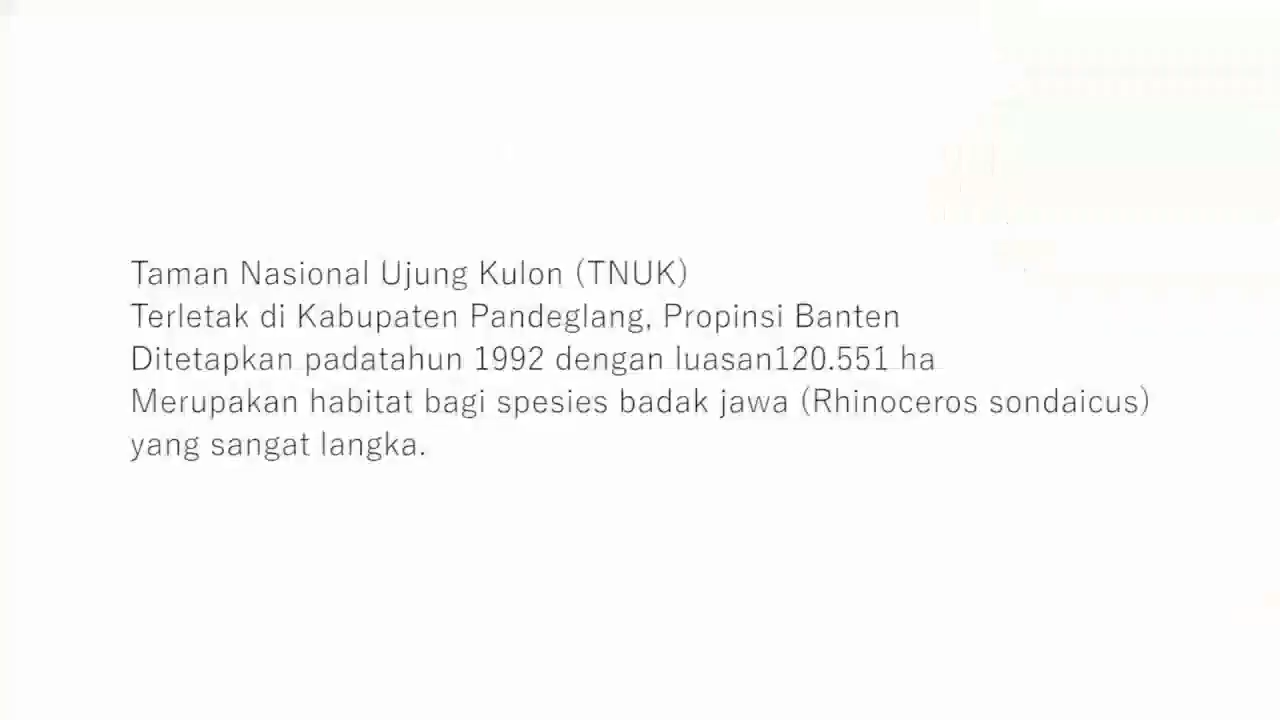 Taman Nasional Ujung Kulon (TNUK)
Terletak di Kabupaten Pandeglang, Propinsi Banten
Ditetapkan padatahun 1992 dengan luasan120.551 ha
Merupakan habitat bagi spesies badak jawa (Rhinoceros sondaicus)
yang sangat langka.